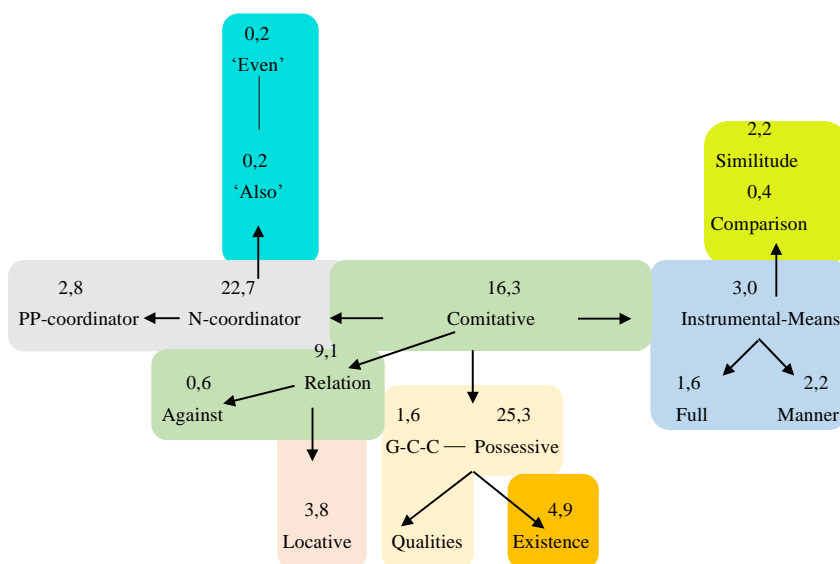 0,2
‘Even’
0,2
‘Also’
2,2
Similitude
0,4
Comparison
2,8
PP-coordinator
22,7
N-coordinator
16,3
Comitative
3,0
Instrumental-Means
9,1
Relation
0,6
Against
1,6
G-C-C
25,3
Possessive
1,6
Full
2,2
Manner
3,8
Locative
Qualities
4,9
Existence